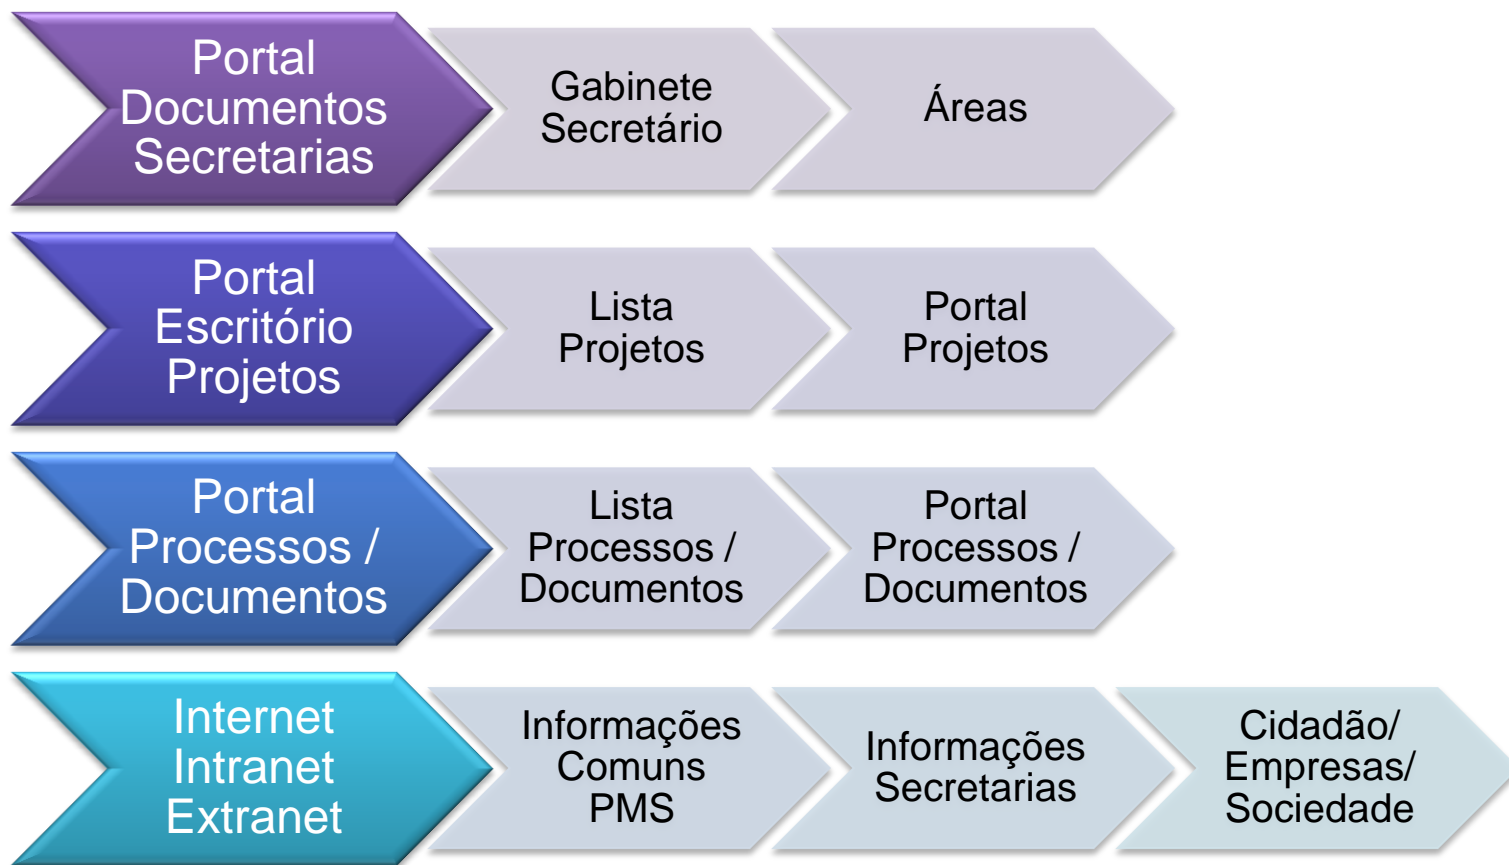 Portal
Documentos
Secretarias
Gabinete
Secretário
Áreas
Portal
Escritório
Projetos
Lista
Projetos
Portal
Projetos
Portal
Processos /
Documentos
Lista
Processos /
Documentos
Portal
Processos /
Documentos
Internet
Intranet
Extranet
Informações
Comuns
PMS
Informações
Secretarias
Cidadão/
Empresas/
Sociedade